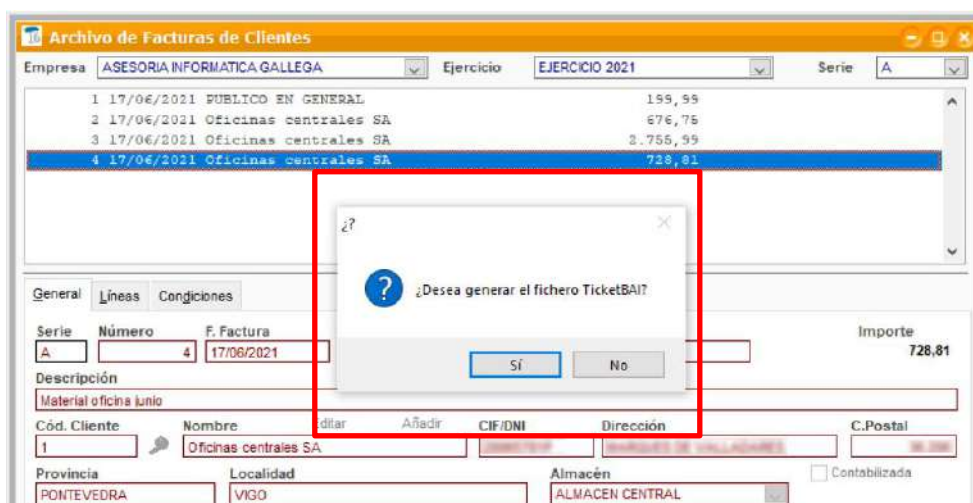 Archivo de Facturas de Clientes
Empresa ASESORIA INFORMATICA GALLEGA Ejercicio EJERCICIO 2021 Serie A
1 17/06/2021 PUBLICO EN GENERAL 199,99
2 17/06/2021 Oficinas centrales SA 676,75
3 17/06/2021 Oficinas centrales SA 2.755,99
4 17/06/2021 Oficinas centrales SA 728,81
¿?
¿Desea generar el fichero TicketBAI?
Sí No
General Líneas Condiciones
Serie Número F. Factura Importe
A 4 17/06/2021 728,81
Descripción
Material oficina junio
Cód. Cliente Nombre Editar Añadir CIF/DNI Dirección C.Postal
1 Oficinas centrales SA
Provincia Localidad Almacén Contabilizada
PONTEVEDRA VIGO ALMACEN CENTRAL